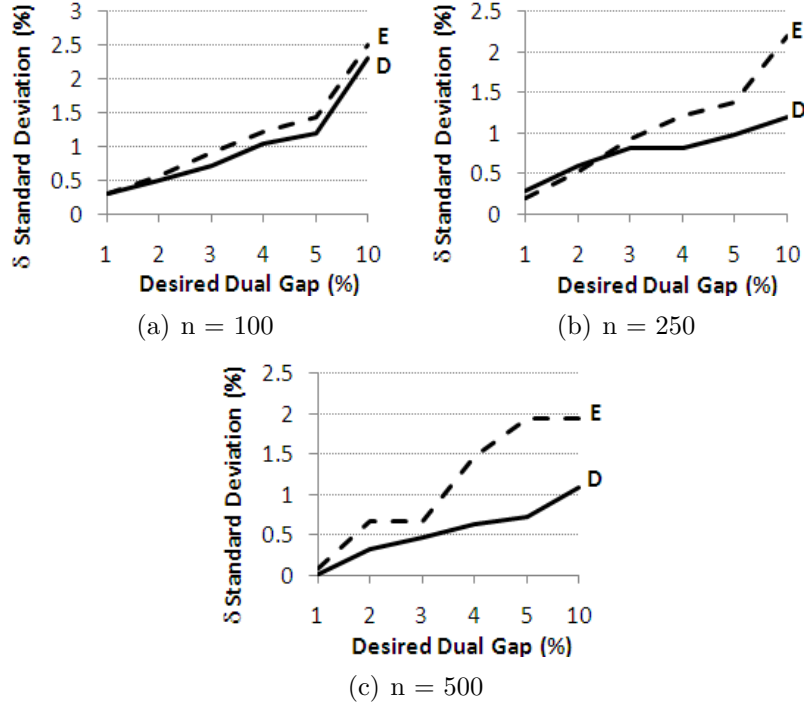 δ Standard Deviation (%)
3
2.5
2
1.5
1
0.5
0
E
D
1 2 3 4 5 10
Desired Dual Gap (%)
(a) n = 100
δ Standard Deviation (%)
2.5
2
1.5
1
0.5
0
E
D
1 2 3 4 5 10
Desired Dual Gap (%)
(b) n = 250
δ Standard Deviation (%)
2.5
2
1.5
1
0.5
0
E
D
1 2 3 4 5 10
Desired Dual Gap (%)
(c) n = 500